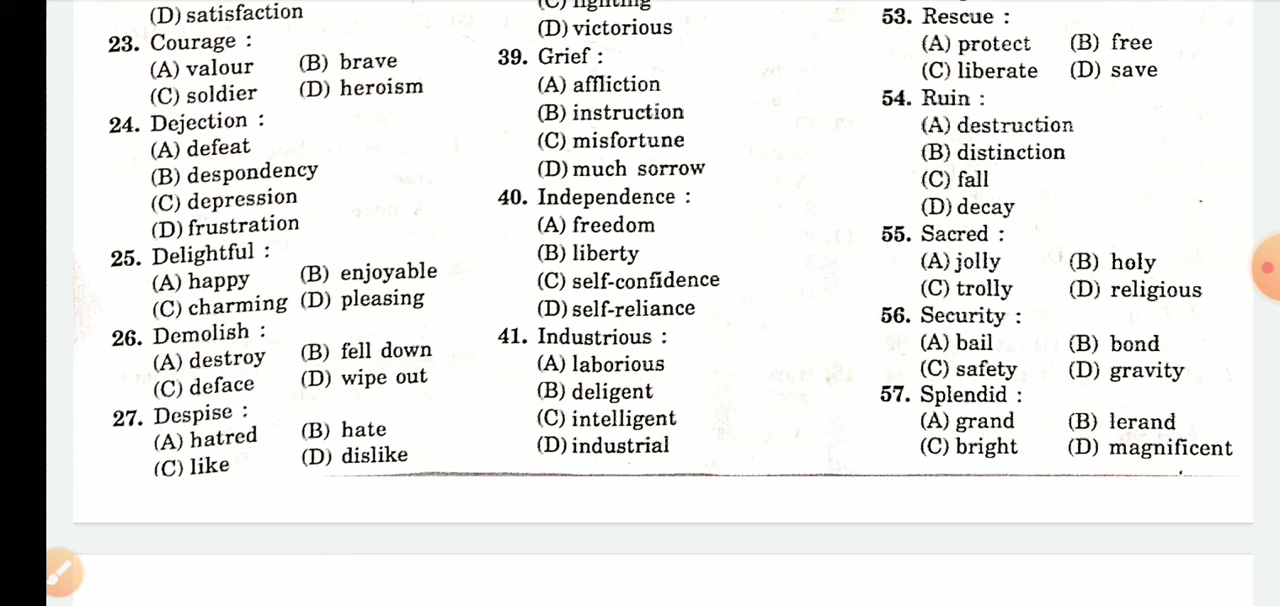 (D) satisfaction
23. Courage :
(A) valour (B) brave
(C) soldier (D) heroism
24. Dejection :
(A) defeat
(B) despondency
(C) depression
(D) frustration
25. Delightful :
(A) happy (B) enjoyable
(C) charming (D) pleasing
26. Demolish :
(A) destroy (B) fell down
(C) deface (D) wipe out
27. Despise :
(A) hatred (B) hate
(C) like (D) dislike
(C) fighting
(D) victorious
39. Grief :
(A) affliction
(B) instruction
(C) misfortune
(D) much sorrow
40. Independence :
(A) freedom
(B) liberty
(C) self-confidence
(D) self-reliance
41. Industrious :
(A) laborious
(B) deligent
(C) intelligent
(D) industrial
53. Rescue :
(A) protect (B) free
(C) liberate (D) save
54. Ruin :
(A) destruction
(B) distinction
(C) fall
(D) decay
55. Sacred :
(A) jolly (B) holy
(C) trolly (D) religious
56. Security :
(A) bail (B) bond
(C) safety (D) gravity
57. Splendid :
(A) grand (B) lerand
(C) bright (D) magnificent